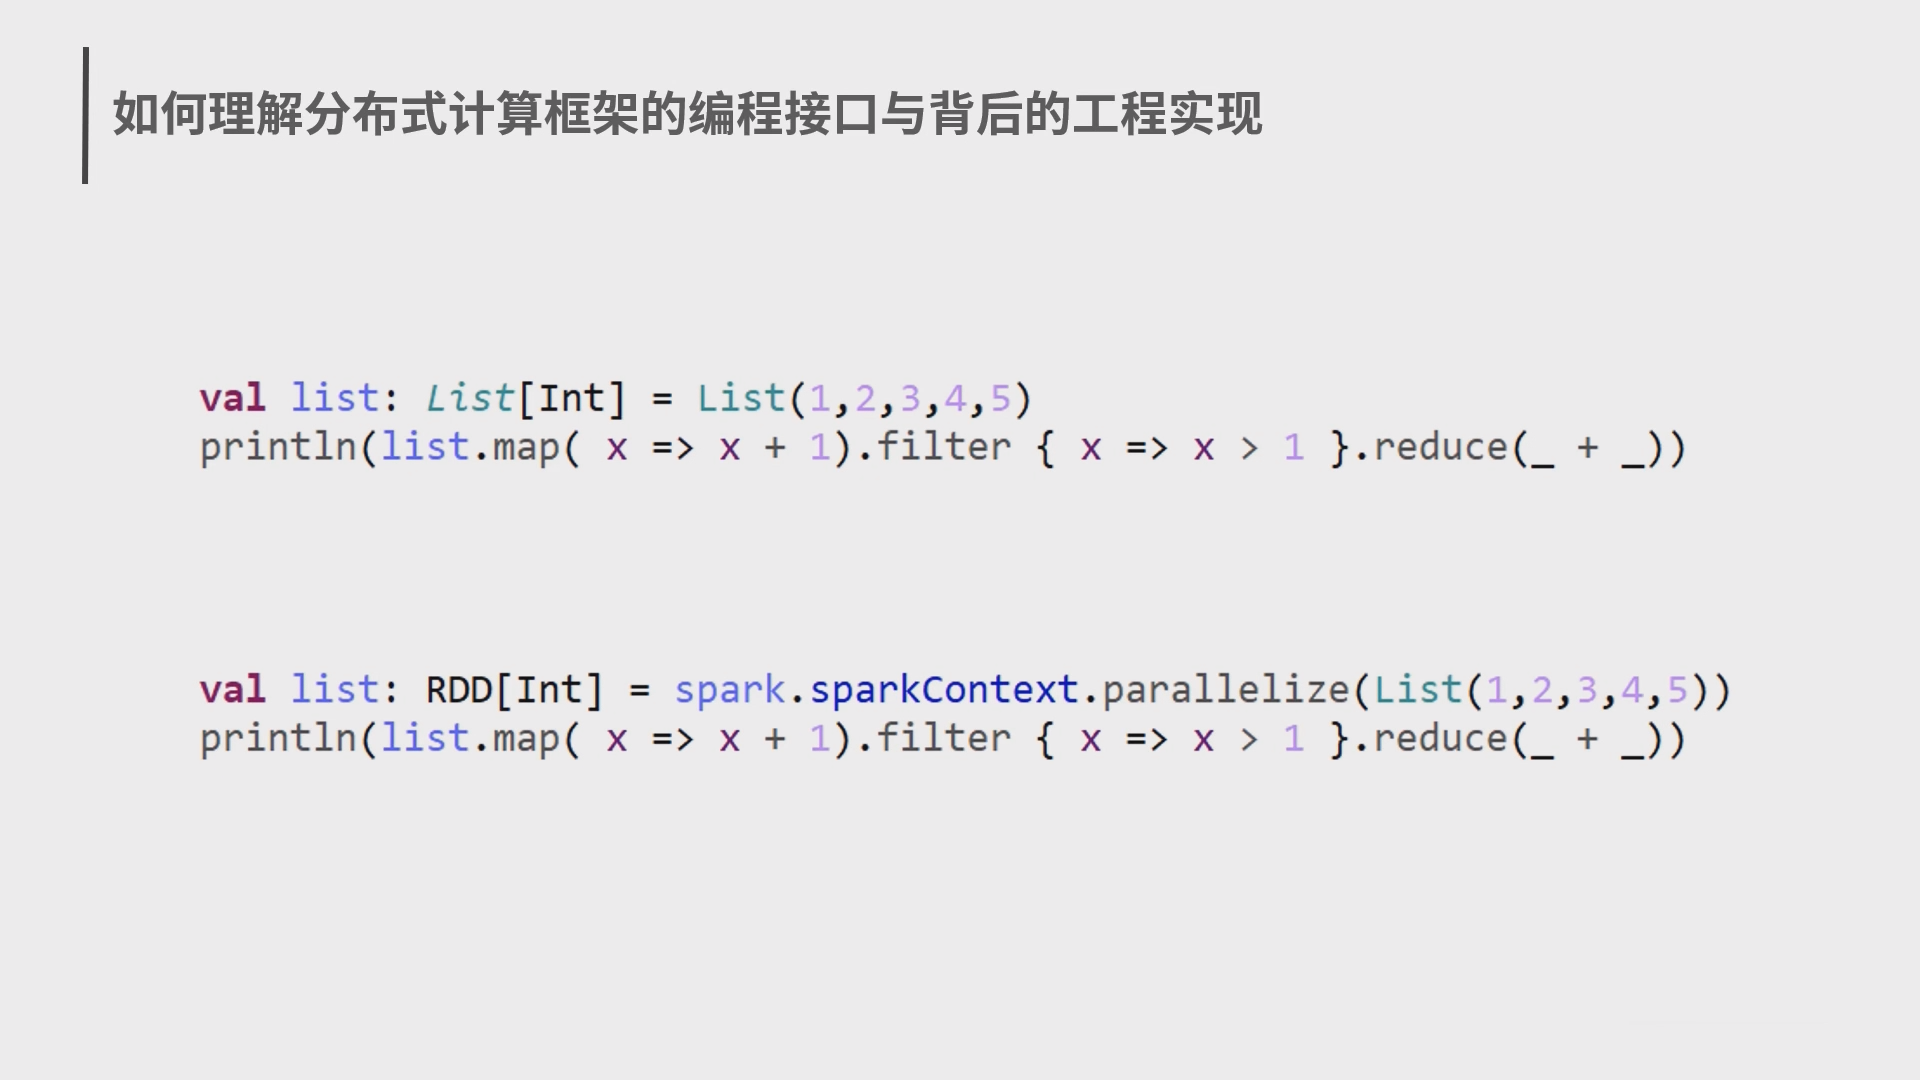 如何理解分布式计算框架的编程接口与背后的工程实现
val list: List[Int] = List(1,2,3,4,5)
println(list.map( x => x + 1).filter { x => x > 1 }.reduce(_ + _))
val list: RDD[Int] = spark.sparkContext.parallelize(List(1,2,3,4,5))
println(list.map( x => x + 1).filter { x => x > 1 }.reduce(_ + _))